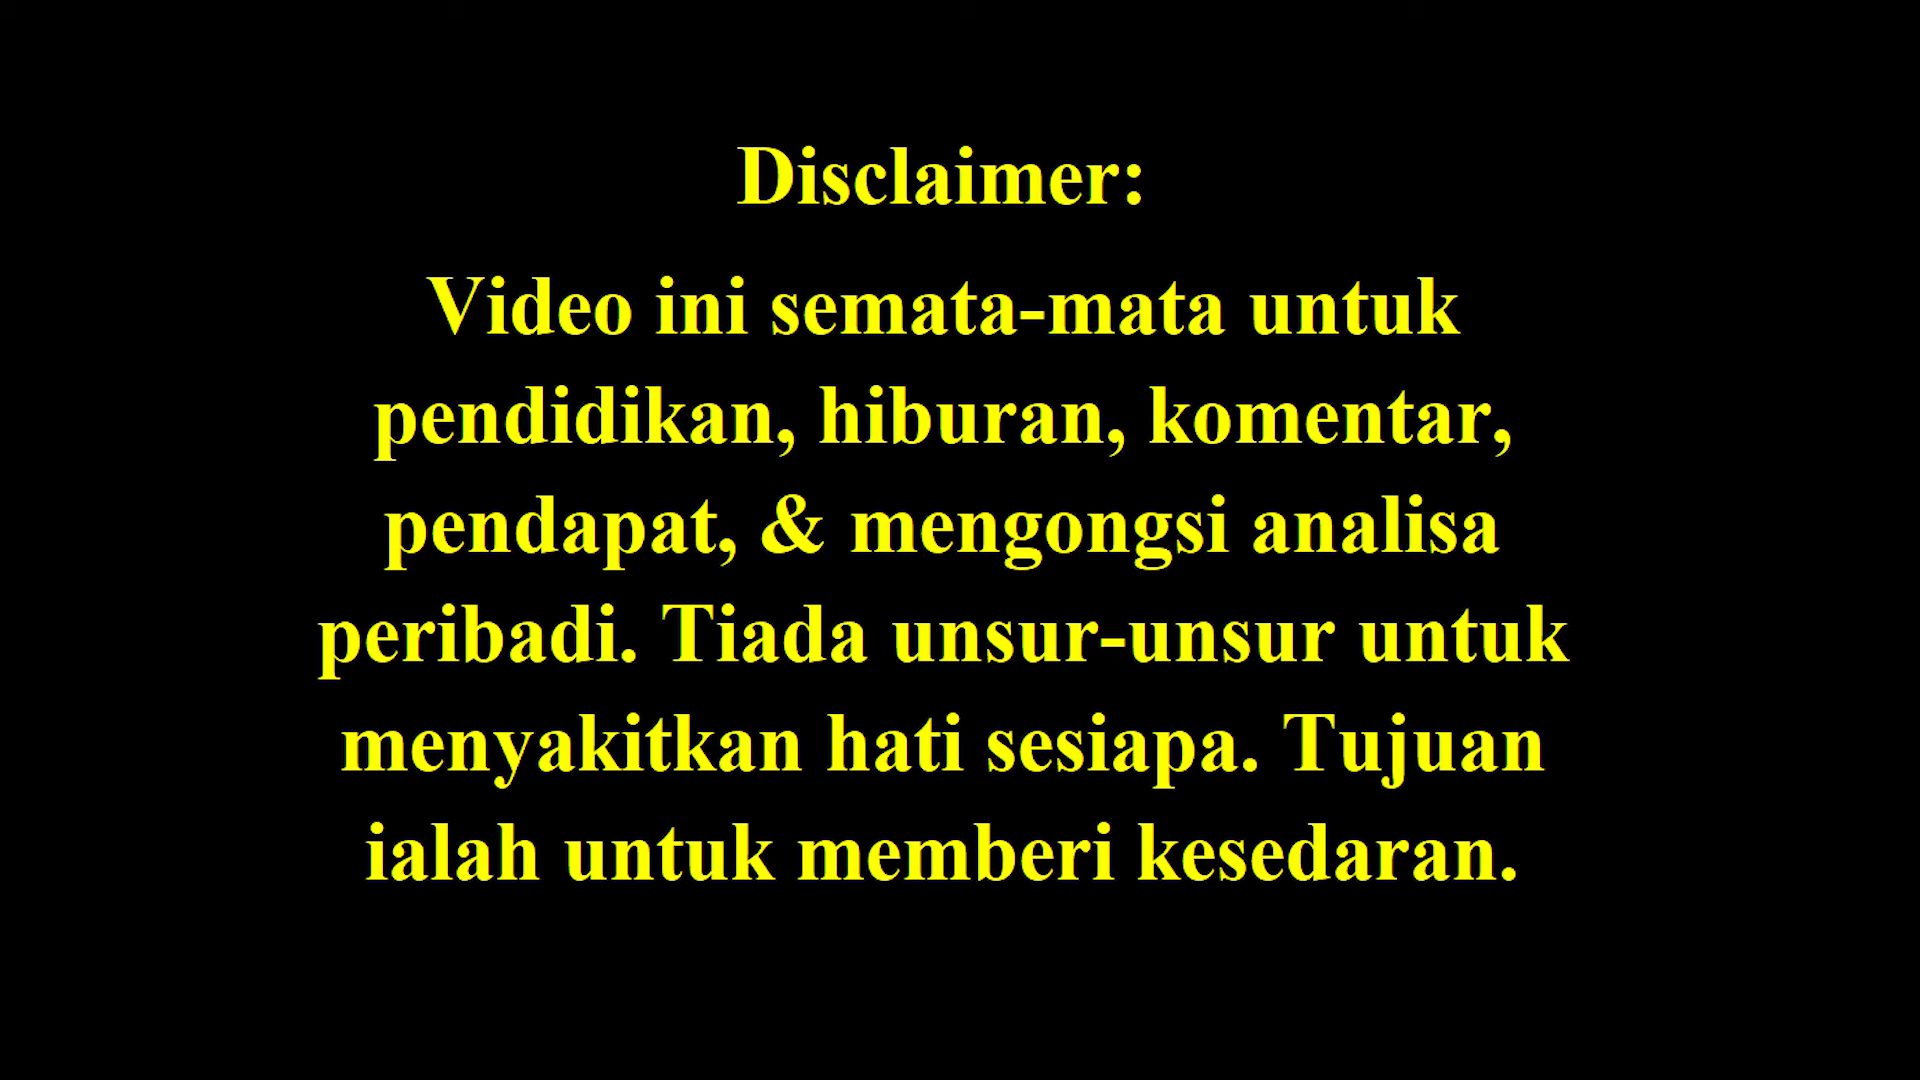 Disclaimer:
Video ini semata-mata untuk
pendidikan, hiburan, komentar,
pendapat, & mengongsi analisa
peribadi. Tiada unsur-unsur untuk
menyakitkan hati sesiapa. Tujuan
ialah untuk memberi kesedaran.